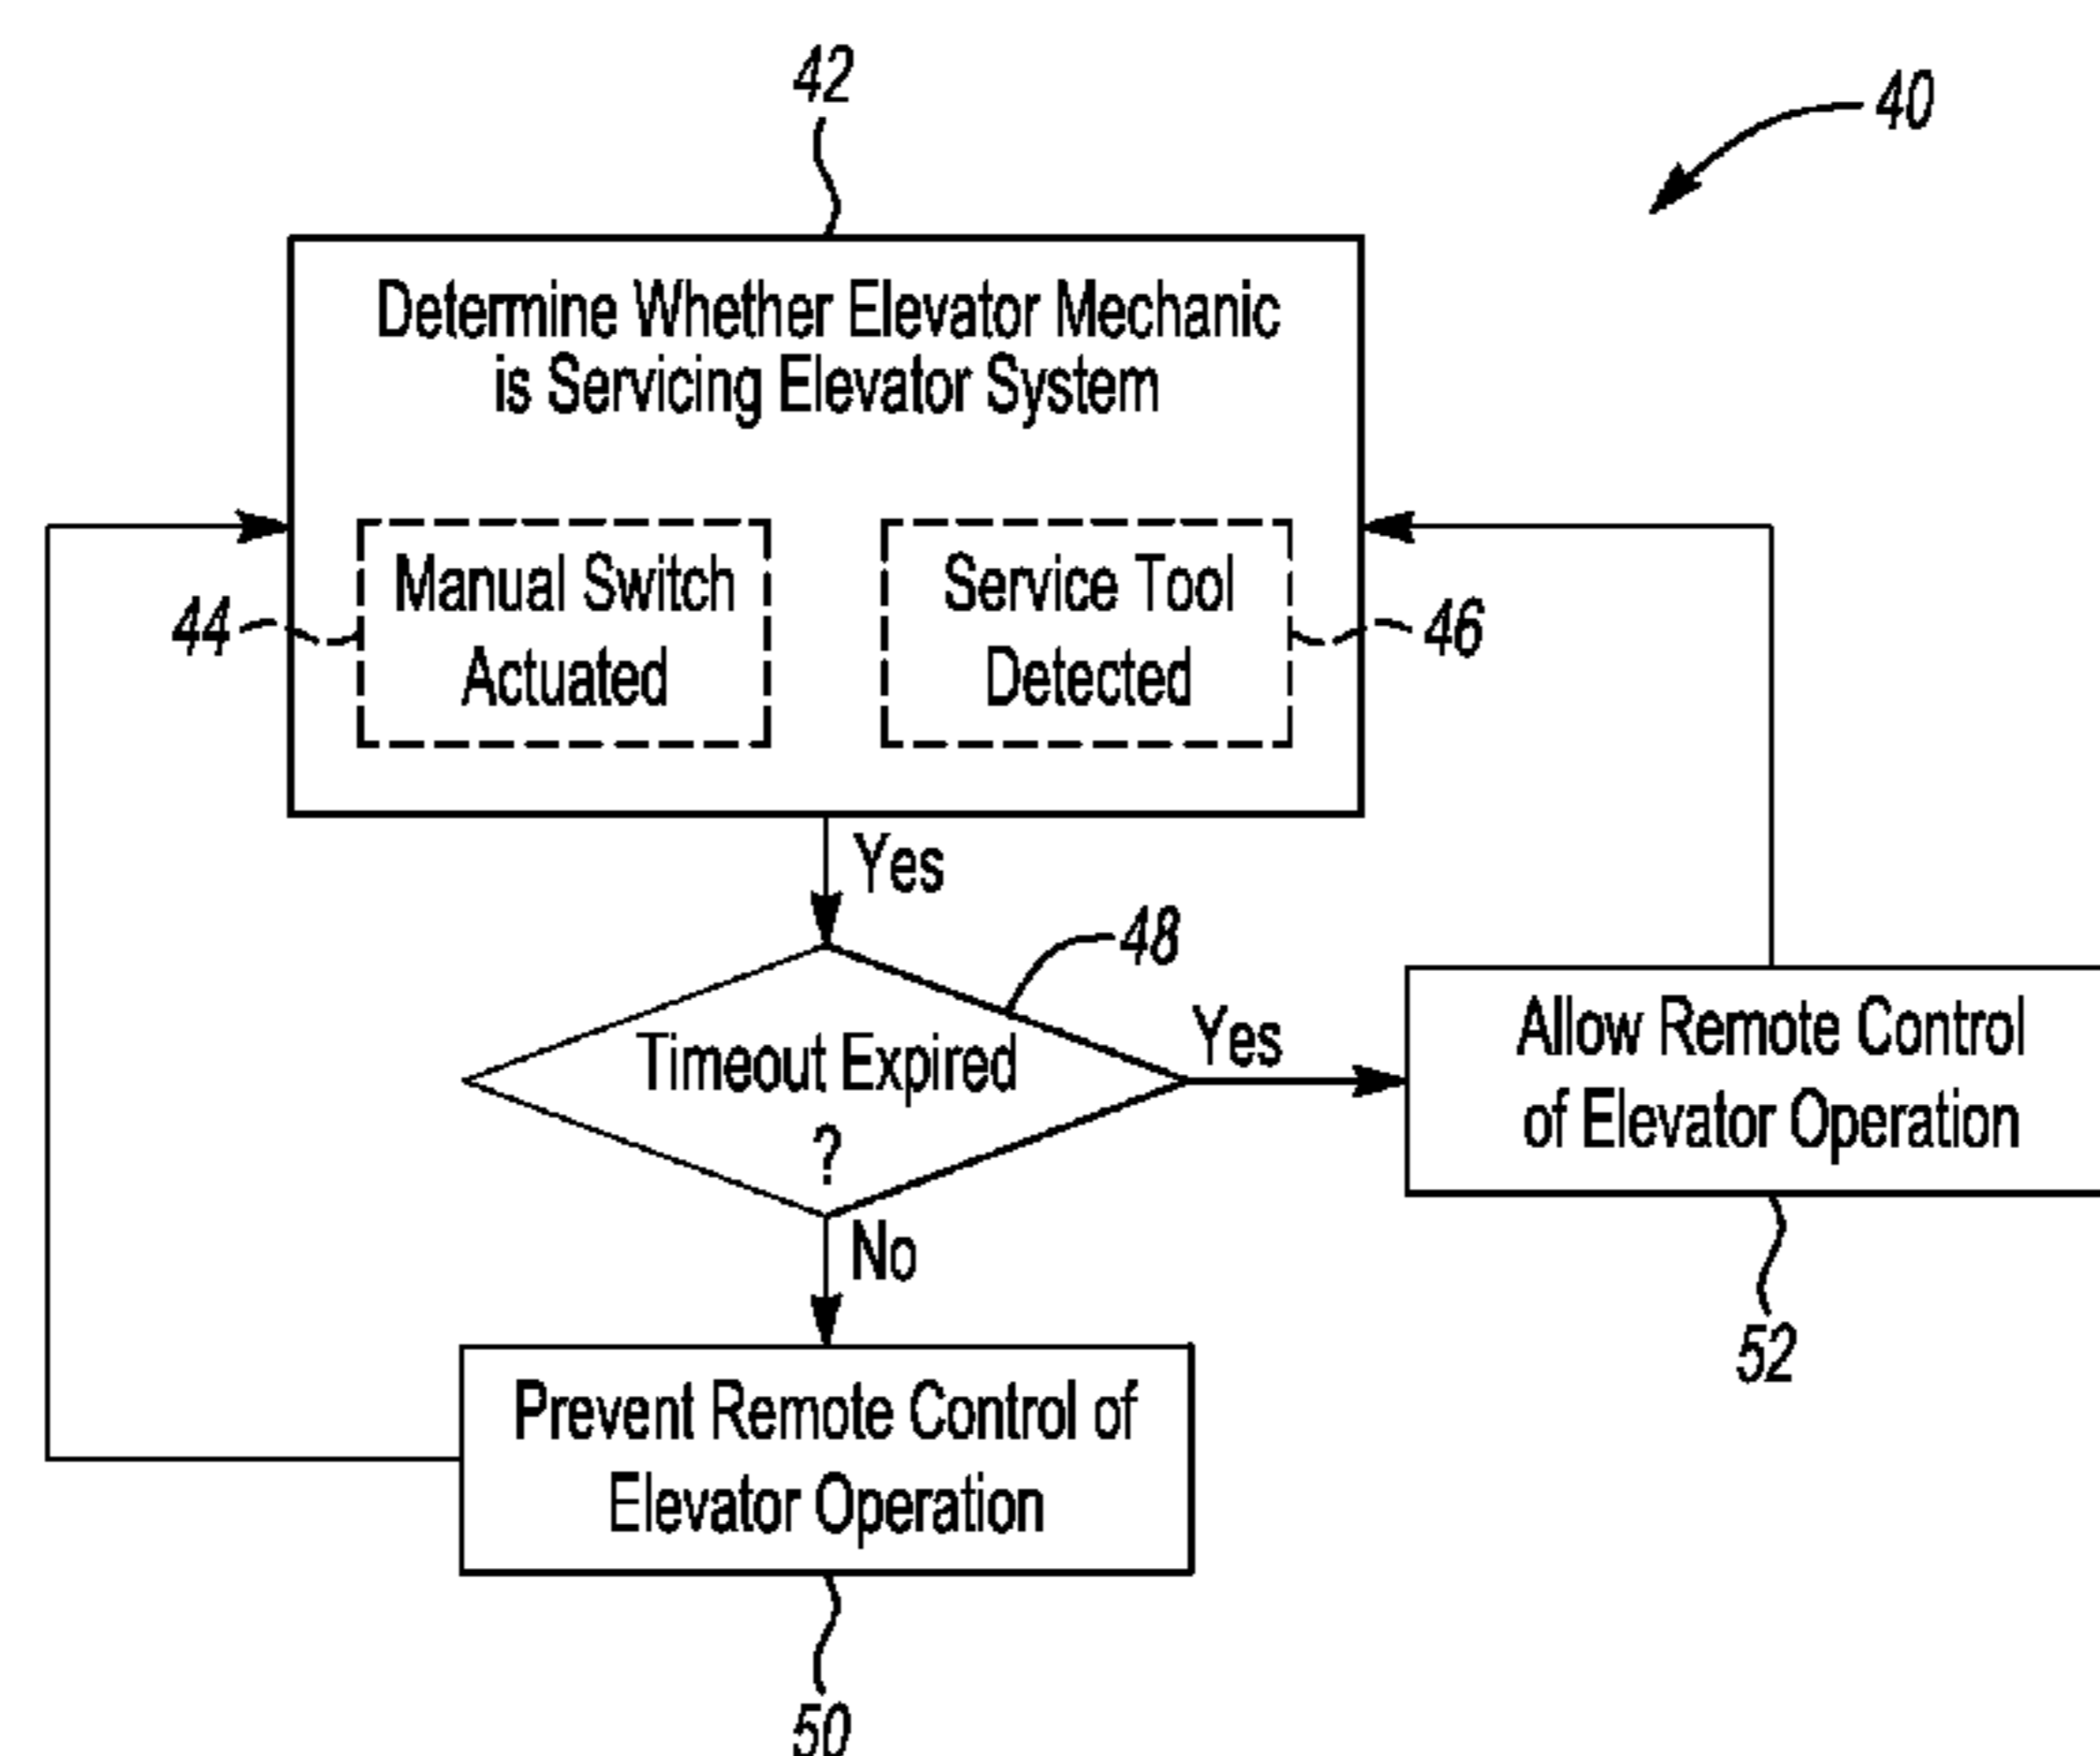 42
40
Determine Whether Elevator Mechanic
is Servicing Elevator System
Manual Switch
Actuated
44
Service Tool
Detected
46
Yes
48
Timeout Expired
?
Yes
Allow Remote Control
of Elevator Operation
52
No
Prevent Remote Control of
Elevator Operation
50